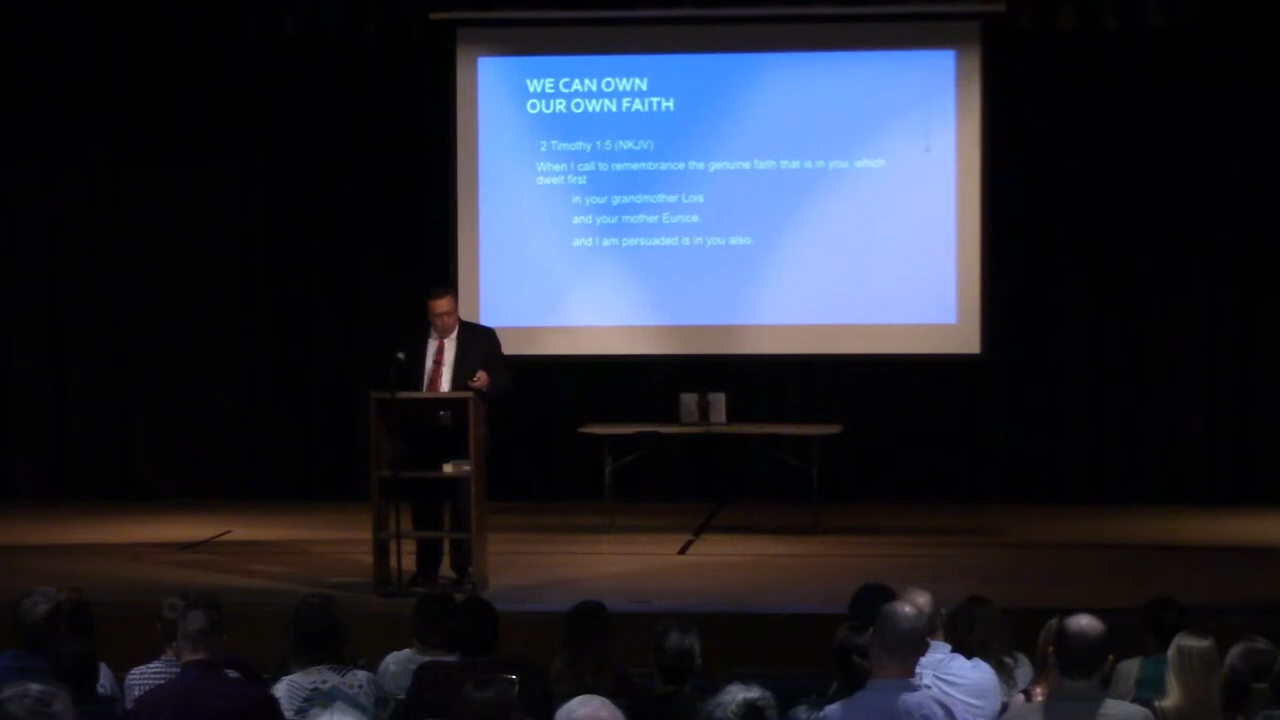 WE CAN OWN
OUR OWN FAITH
2 Timothy 1:5 (NKJV)
When I call to remembrance the genuine faith that is in you, which
dwelt first
in your grandmother Lois
and your mother Eunice,
and I am persuaded is in you also.